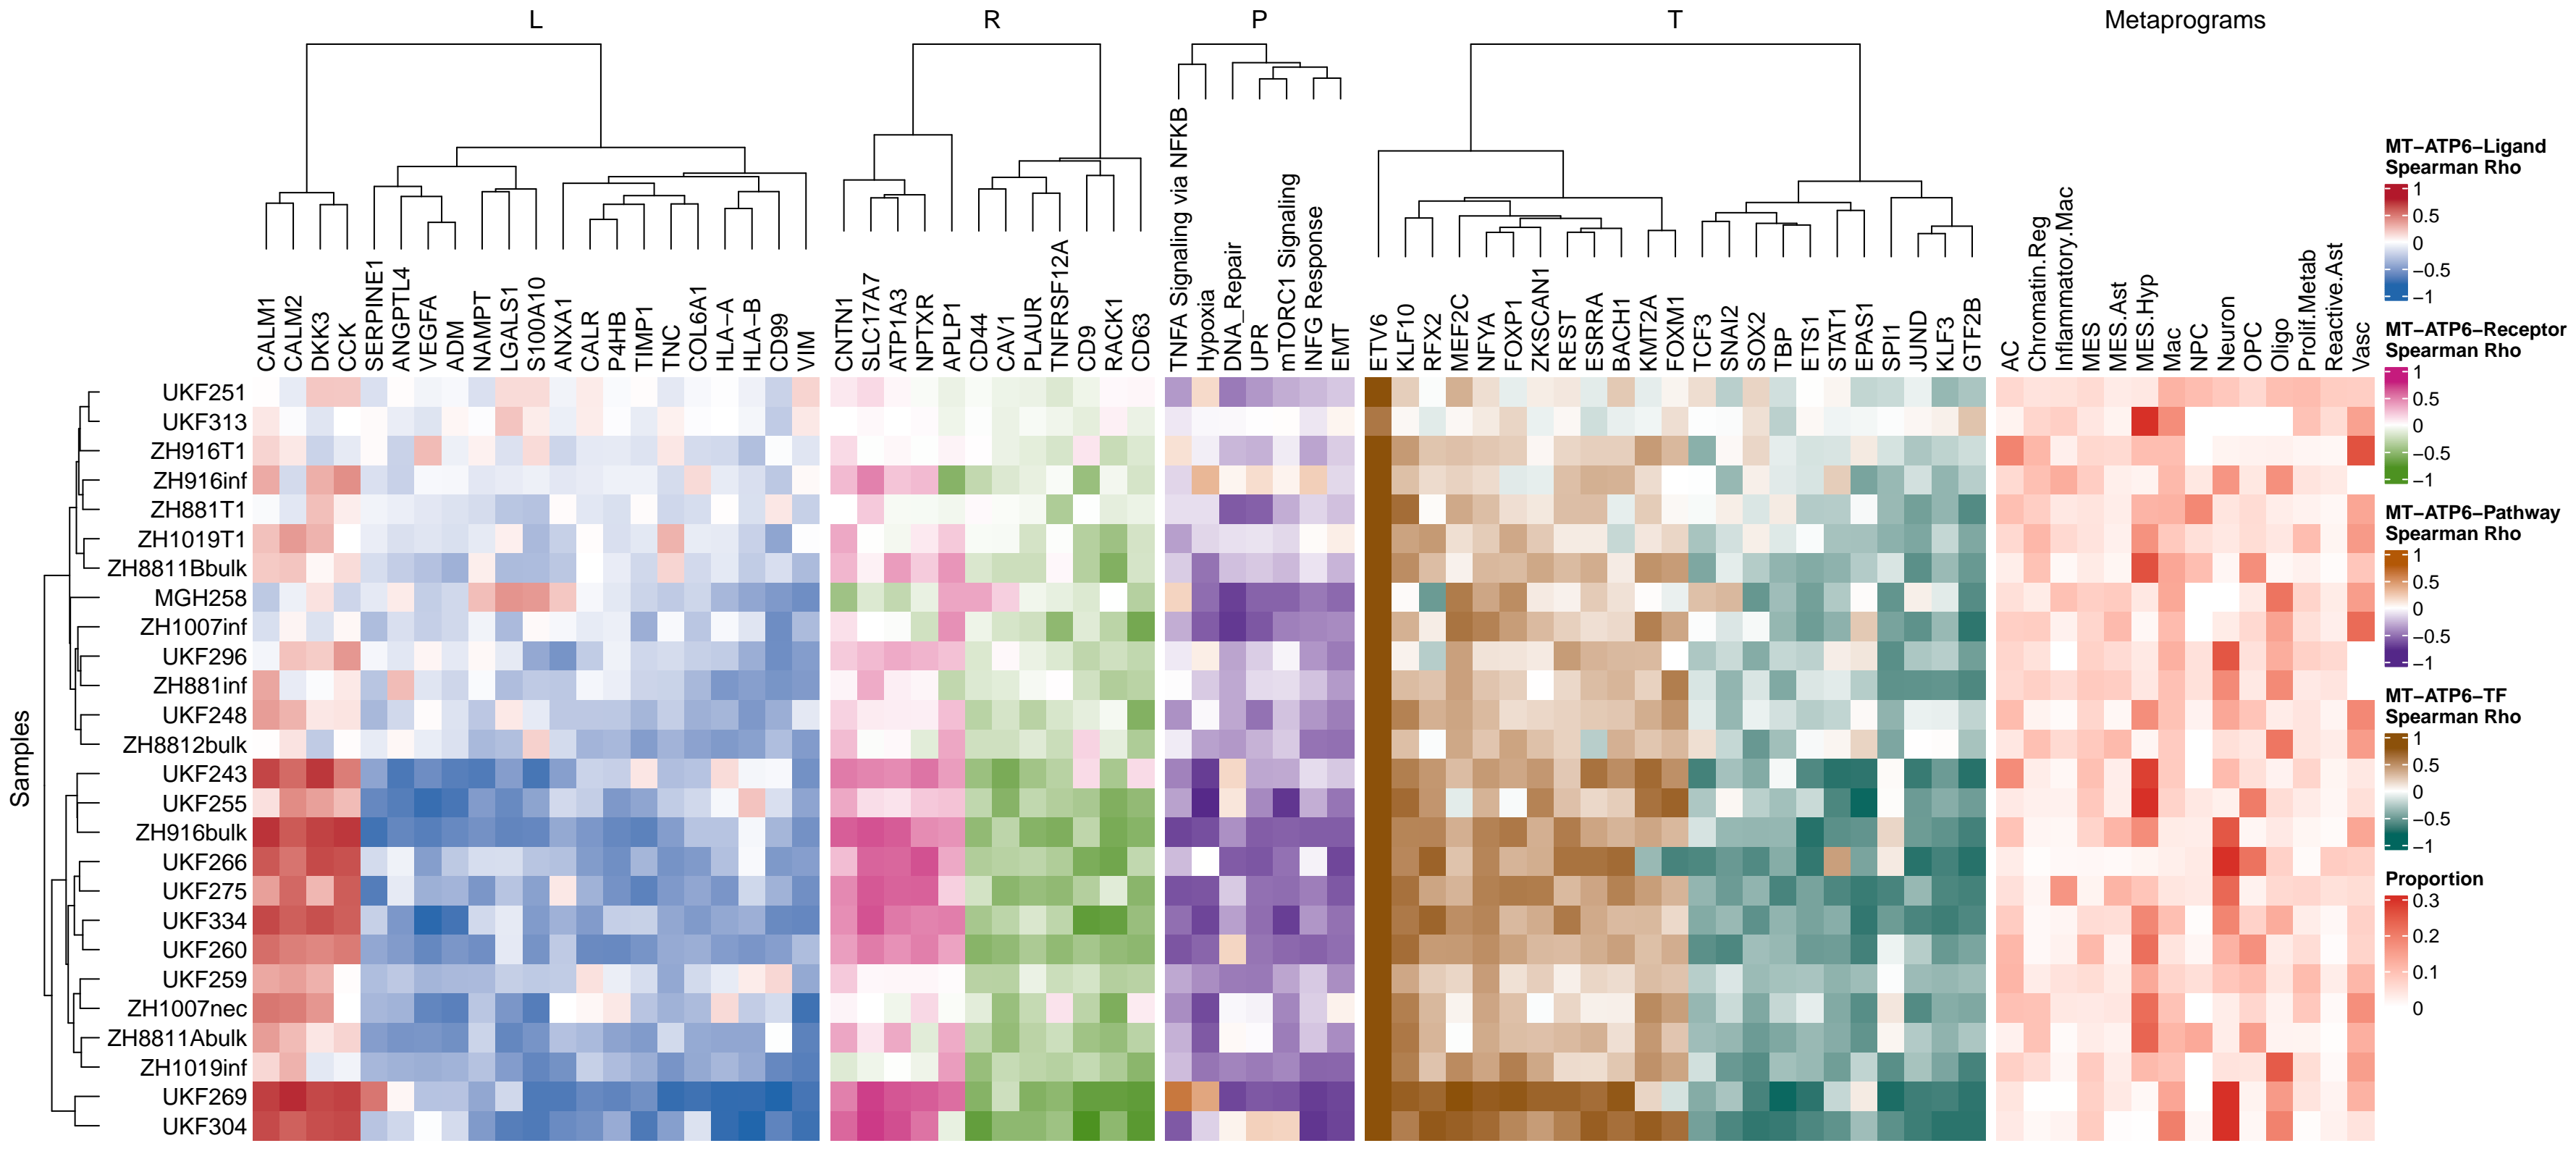 L
R
P
T
Metaprograms
CALM1
CALM2
DKK3
CCK
SERPINE1
ANGPTL4
VEGFA
ADM
NAMPT
LGALS1
S100A10
ANXA1
CALR
P4HB
TIMP1
TNC
COL6A1
HLA−A
HLA−B
CD99
VIM
CNTN1
SLC17A7
ATP1A3
NPTXR
APLP1
CD44
CAV1
PLAUR
TNFRSF12A
CD9
RACK1
CD63
TNFA Signaling via NFKB
Hypoxia
DNA_Repair
UPR
mTORC1 Signaling
INFG Response
EMT
ETV6
KLF10
RFX2
MEF2C
NFYA
FOXP1
ZKSCAN1
REST
ESRRA
BACH1
KMT2A
FOXM1
TCF3
SNAI2
SOX2
TBP
ETS1
STAT1
EPAS1
SPI1
JUND
KLF3
GTF2B
AC
Chromatin.Reg
Inflammatory.Mac
MES
MES.Ast
MES.Hyp
Mac
NPC
Neuron
OPC
Oligo
Prolif.Metab
Reactive.Ast
Vasc
Samples
UKF251
UKF313
ZH916T1
ZH916inf
ZH881T1
ZH1019T1
ZH8811Bbulk
MGH258
ZH1007inf
UKF296
ZH881inf
UKF248
ZH8812bulk
UKF243
UKF255
ZH916bulk
UKF266
UKF275
UKF334
UKF260
UKF259
ZH1007nec
ZH8811Abulk
ZH1019inf
UKF269
UKF304
MT−ATP6−Ligand
Spearman Rho
1
0.5
0
−0.5
−1
MT−ATP6−Receptor
Spearman Rho
1
0.5
0
−0.5
−1
MT−ATP6−Pathway
Spearman Rho
1
0.5
0
−0.5
−1
MT−ATP6−TF
Spearman Rho
1
0.5
0
−0.5
−1
Proportion
0.3
0.2
0.1
0